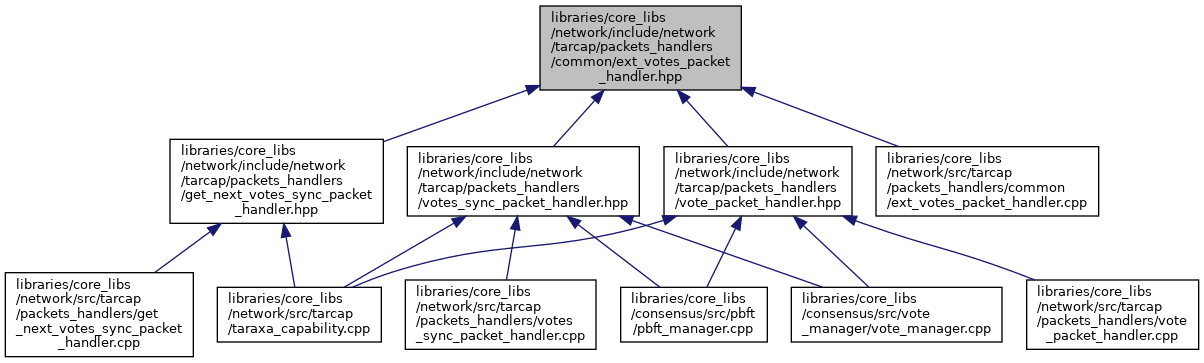 libraries/core_libs
/network/include/network
/tarcap/packets_handlers
/common/ext_votes_packet
_handler.hpp
libraries/core_libs
/network/include/network
/tarcap/packets_handlers
/get_next_votes_sync_packet
_handler.hpp
libraries/core_libs
/network/include/network
/tarcap/packets_handlers
/votes_sync_packet_handler.hpp
libraries/core_libs
/network/include/network
/tarcap/packets_handlers
/vote_packet_handler.hpp
libraries/core_libs
/network/src/tarcap
/packets_handlers/common
/ext_votes_packet_handler.cpp
libraries/core_libs
/network/src/tarcap
/packets_handlers/get
_next_votes_sync_packet
_handler.cpp
libraries/core_libs
/network/src/tarcap
/taraxa_capability.cpp
libraries/core_libs
/network/src/tarcap
/packets_handlers/votes
_sync_packet_handler.cpp
libraries/core_libs
/consensus/src/pbft
/pbft_manager.cpp
libraries/core_libs
/consensus/src/vote
_manager/vote_manager.cpp
libraries/core_libs
/network/src/tarcap
/packets_handlers/vote
_packet_handler.cpp